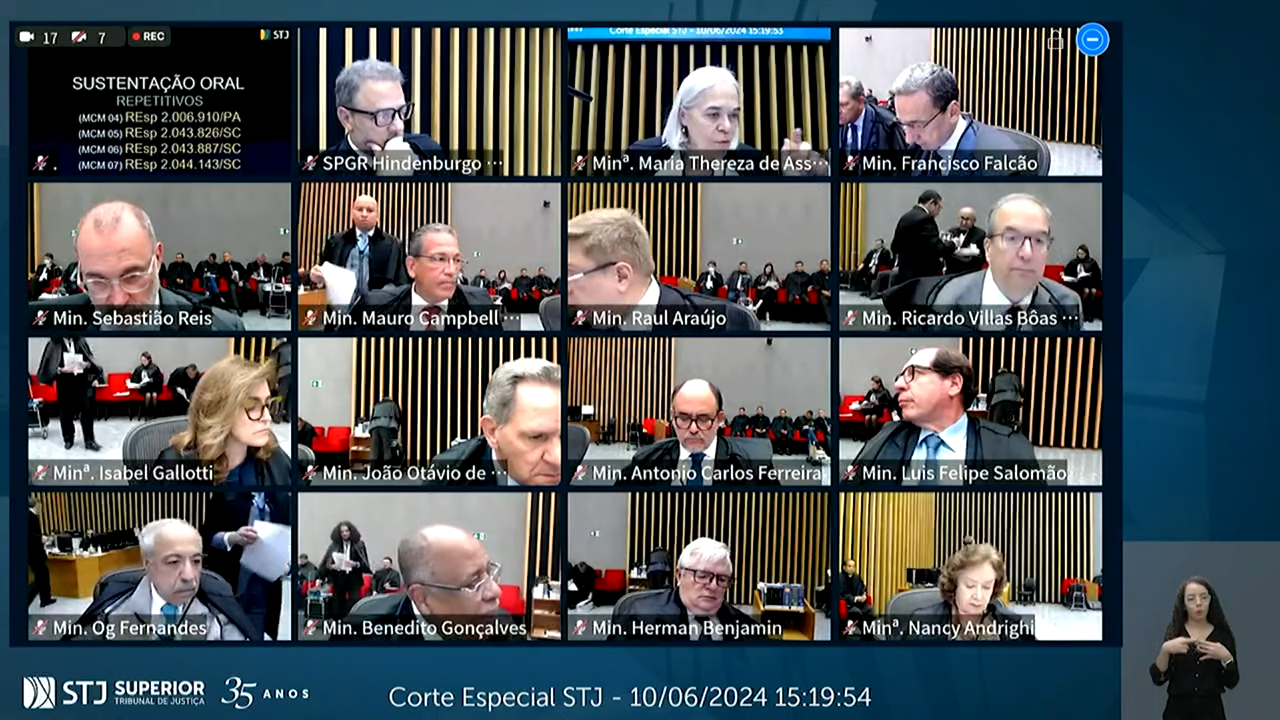 17 7 REC
STJ
SUSTENTAÇÃO ORAL
REPETITIVOS
(MCM 04) REsp 2.006.910/PA
(MCM 05) REsp 2.043.826/SC
(MCM 06) REsp 2.043.887/SC
(MCM 07) REsp 2.044.143/SC
.
SPGR Hindenburgo ...
Corte Especial STJ - 10/06/2024 15:19:53
Minª. Maria Thereza de Ass...
Min. Francisco Falcão
Min. Sebastião Reis
Min. Mauro Campbell ...
Min. Raul Araújo
Min. Ricardo Villas Bôas ...
Minª. Isabel Gallotti
Min. João Otávio de ...
Min. Antonio Carlos Ferreira
Min. Luis Felipe Salomão
Min. Og Fernandes
Min. Benedito Gonçalves
Min. Herman Benjamin
Minª. Nancy Andrighi
STJ SUPERIOR
TRIBUNAL DE JUSTIÇA
35 ANOS
Corte Especial STJ - 10/06/2024 15:19:54